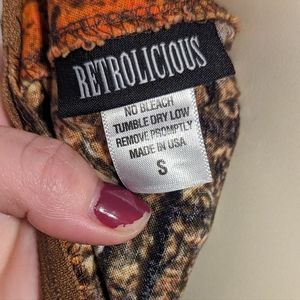 RETROLICIOUS
NO BLEACH
TUMBLE DRY LOW
REMOVE PROMPTLY
MADE IN USA
S